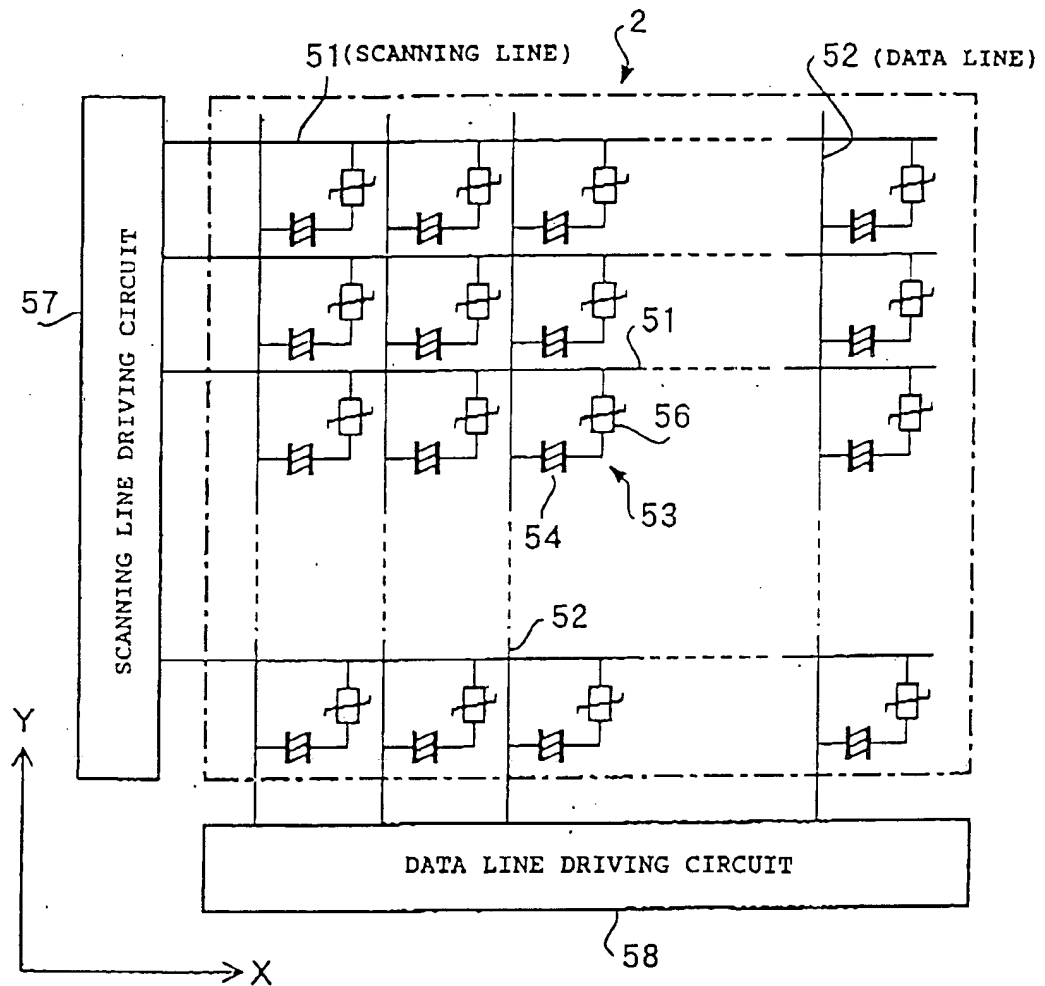 2
51 (SCANNING LINE)
52 (DATA LINE)
57
SCANNING LINE DRIVING CIRCUIT
51
56
53
54
52
Y
DATA LINE DRIVING CIRCUIT
58
X